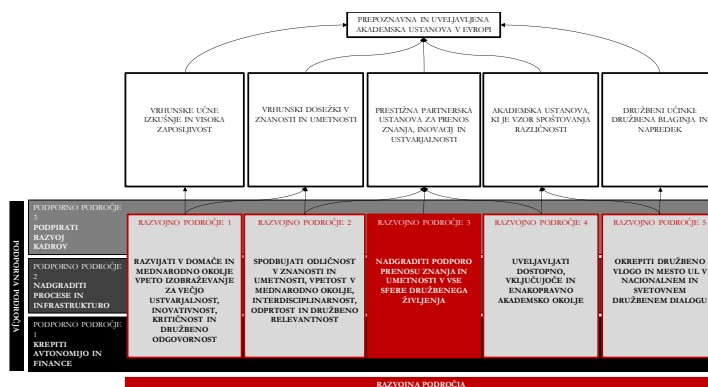 PREPOZNAVNA IN UVELJAVLJENA
AKADEMSKA USTANOVA V EVROPI
VRHUNSKE UČNE
IZKUŠNJE IN VISOKA
ZAPOSLJIVOST
VRHUNSKI DOSEŽKI V
ZNANOSTI IN UMETNOSTI
PRESTIŽNA PARTNERSKA
USTANOVA ZA PRENOS
ZNANJA, INOVACIJ IN
USTVARJALNOSTI
AKADEMSKA USTANOVA,
KI JE VZOR SPOŠTOVANJA
RAZLIČNOSTI
DRUŽBENI UČINKI:
DRUŽBENA BLAGINJA IN
NAPREDEK
PODPORNA PODROČJA
PODPORNO PODROČJE
3
PODPIRATI
RAZVOJ
KADROV
PODPORNO PODROČJE
2
NADGRADITI
PROCESE IN
INFRASTRUKTURO
PODPORNO PODROČJE
1
KREPITI
AVTONOMIJO IN
FINANCE
RAZVOJNO PODROČJE 1
RAZVIJATI V DOMAČE IN
MEDNARODNO OKOLJE
VPETO IZOBRAŽEVANJE
ZA VEČJO
USTVARJALNOST,
INOVATIVNOST,
KRITIČNOST IN
DRUŽBENO
ODGOVORNOST
RAZVOJNO PODROČJE 2
SPODBUJATI ODLIČNOST
V ZNANOSTI IN
UMETNOSTI, VPETOST V
MEDNARODNO OKOLJE,
INTERDISCIPLINARNOST,
ODPRTOST IN DRUŽBENO
RELEVANTNOST
RAZVOJNO PODROČJE 3
NADGRADITI PODPORO
PRENOSU ZNANJA IN
UMETNOSTI V VSE
SFERE DRUŽBENEGA
ŽIVLJENJA
RAZVOJNO PODROČJE 4
UVELJAVLJATI
DOSTOPNO,
VKLJUČUJOČE IN
ENAKOPRAVNO
AKADEMSKO OKOLJE
RAZVOJNO PODROČJE 5
OKREPITI DRUŽBENO
VLOGO IN MESTO UL V
NACIONALNEM IN
SVETOVNEM
DRUŽBENEM DIALOGU
RAZVOJNA PODROČJA